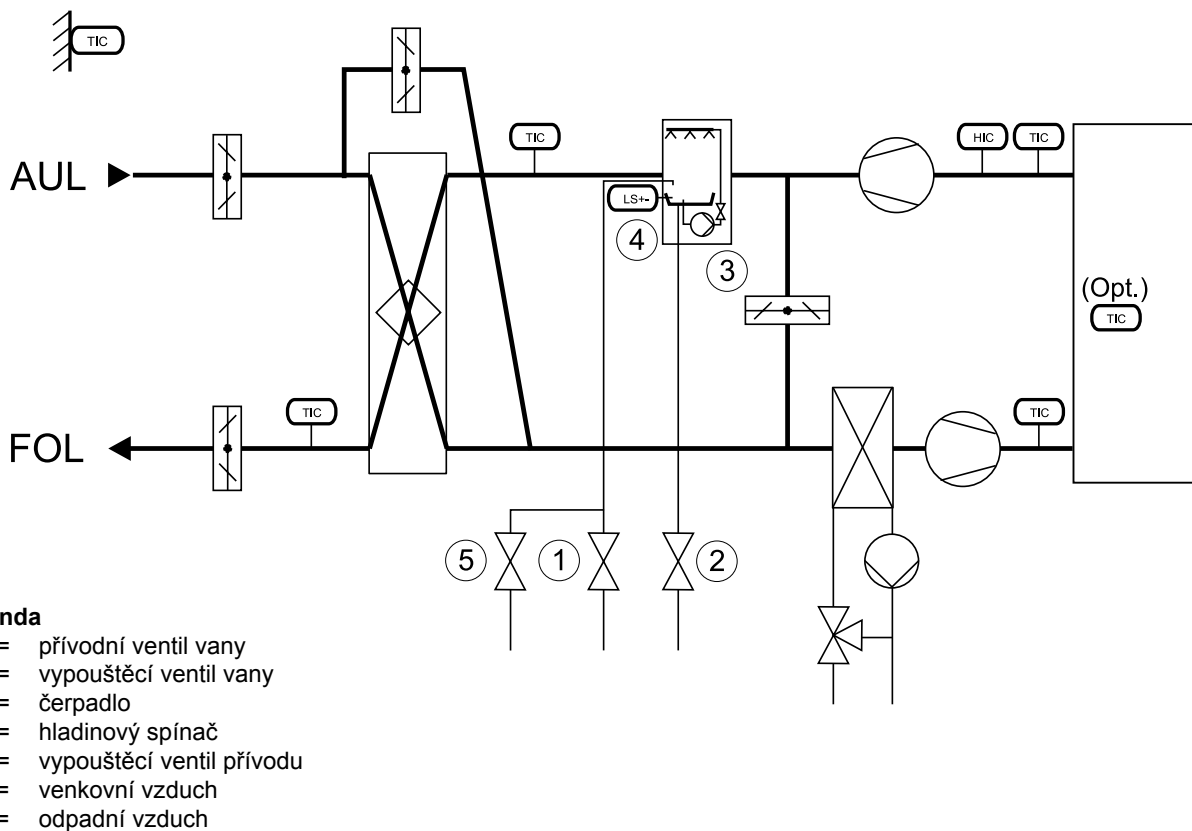 TIC
AUL
TIC
HIC
TIC
LS+-
4
3
(Opt.)
TIC
FOL
TIC
TIC
5
1
2
nda
= přívodní ventil vany
= vypouštěcí ventil vany
= čerpadlo
= hladinový spínač
= vypouštěcí ventil přívodu
= venkovní vzduch
= odpadní vzduch